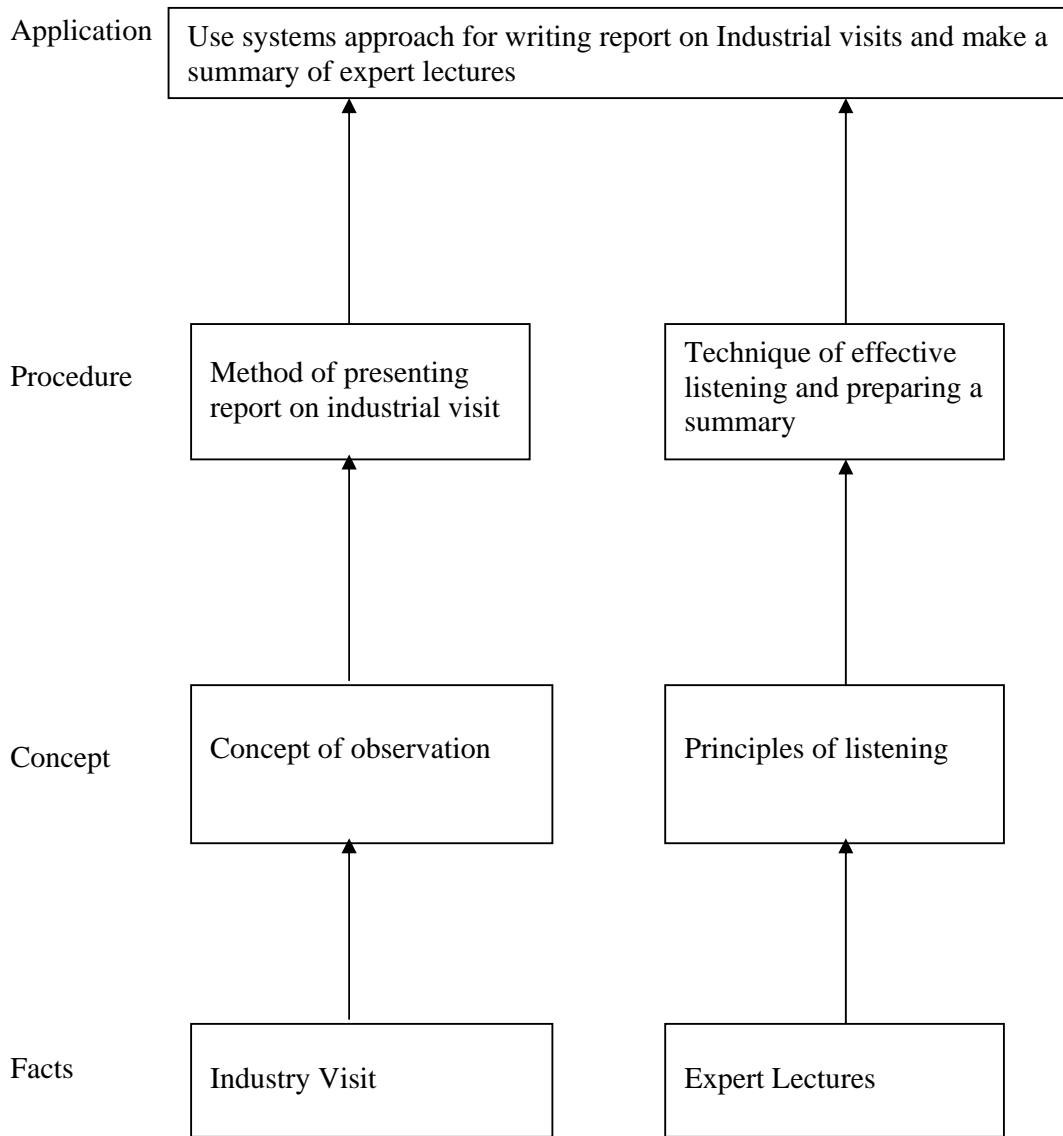 Application
Use systems approach for writing report on Industrial visits and make a
summary of expert lectures
Procedure
Method of presenting
report on industrial visit
Technique of effective
listening and preparing a
summary
Concept
Concept of observation
Principles of listening
Facts
Industry Visit
Expert Lectures